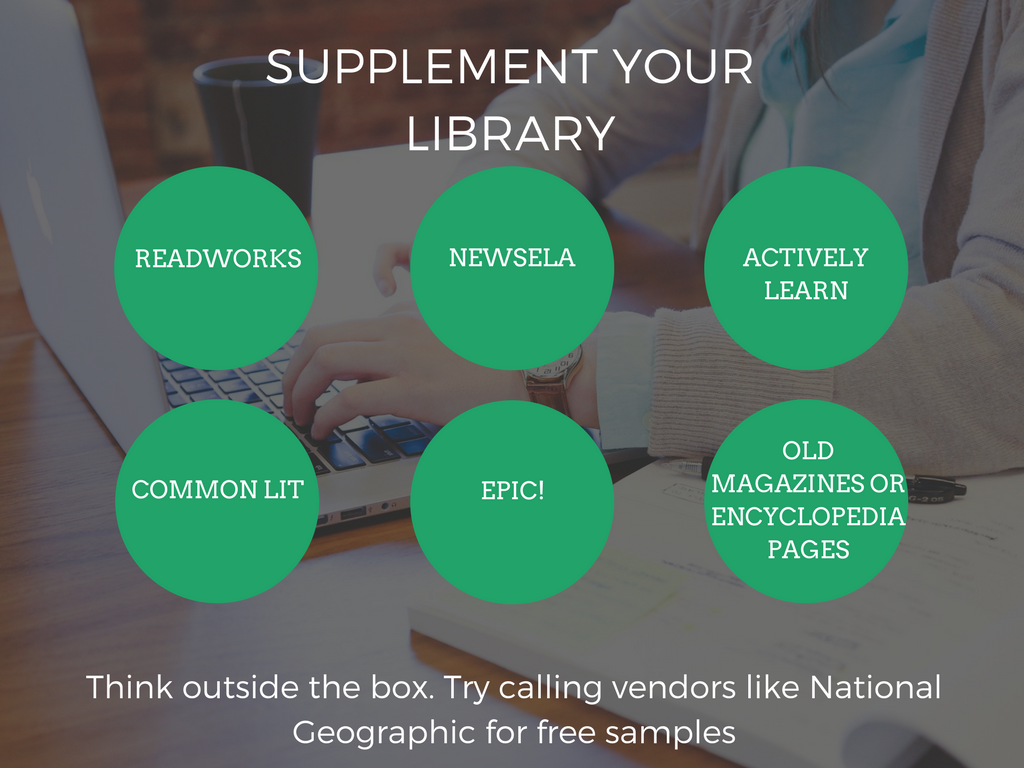 SUPPLEMENT YOUR
LIBRARY
READWORKS
NEWSELA
ACTIVELY
LEARN
COMMON LIT
EPIC!
OLD
MAGAZINES OR
ENCYCLOPEDIA
PAGES
Think outside the box. Try calling vendors like National
Geographic for free samples